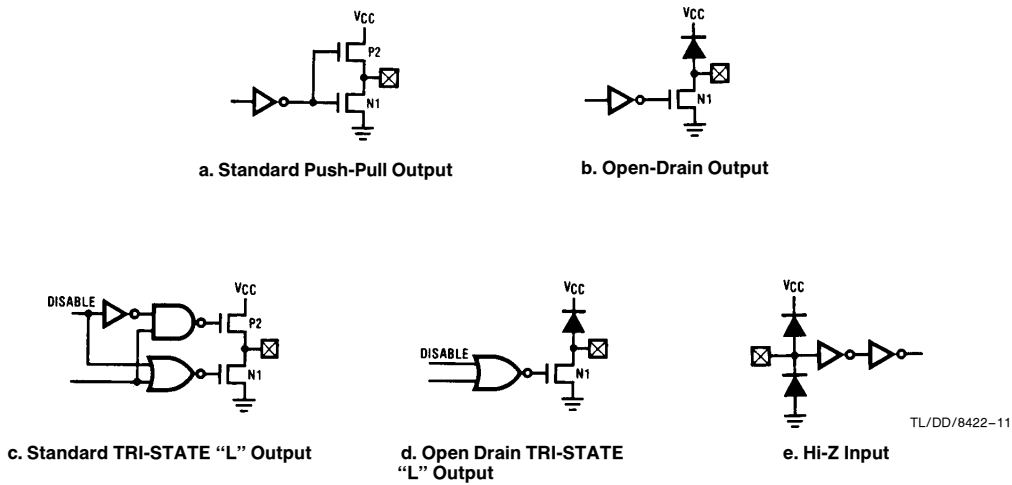 VCC
P2
N1
a. Standard Push-Pull Output
VCC
N1
b. Open-Drain Output
DISABLE
VCC
P2
N1
c. Standard TRI-STATE “L” Output
VCC
DISABLE
N1
d. Open Drain TRI-STATE
“L” Output
VCC
e. Hi-Z Input
TL/DD/8422–11